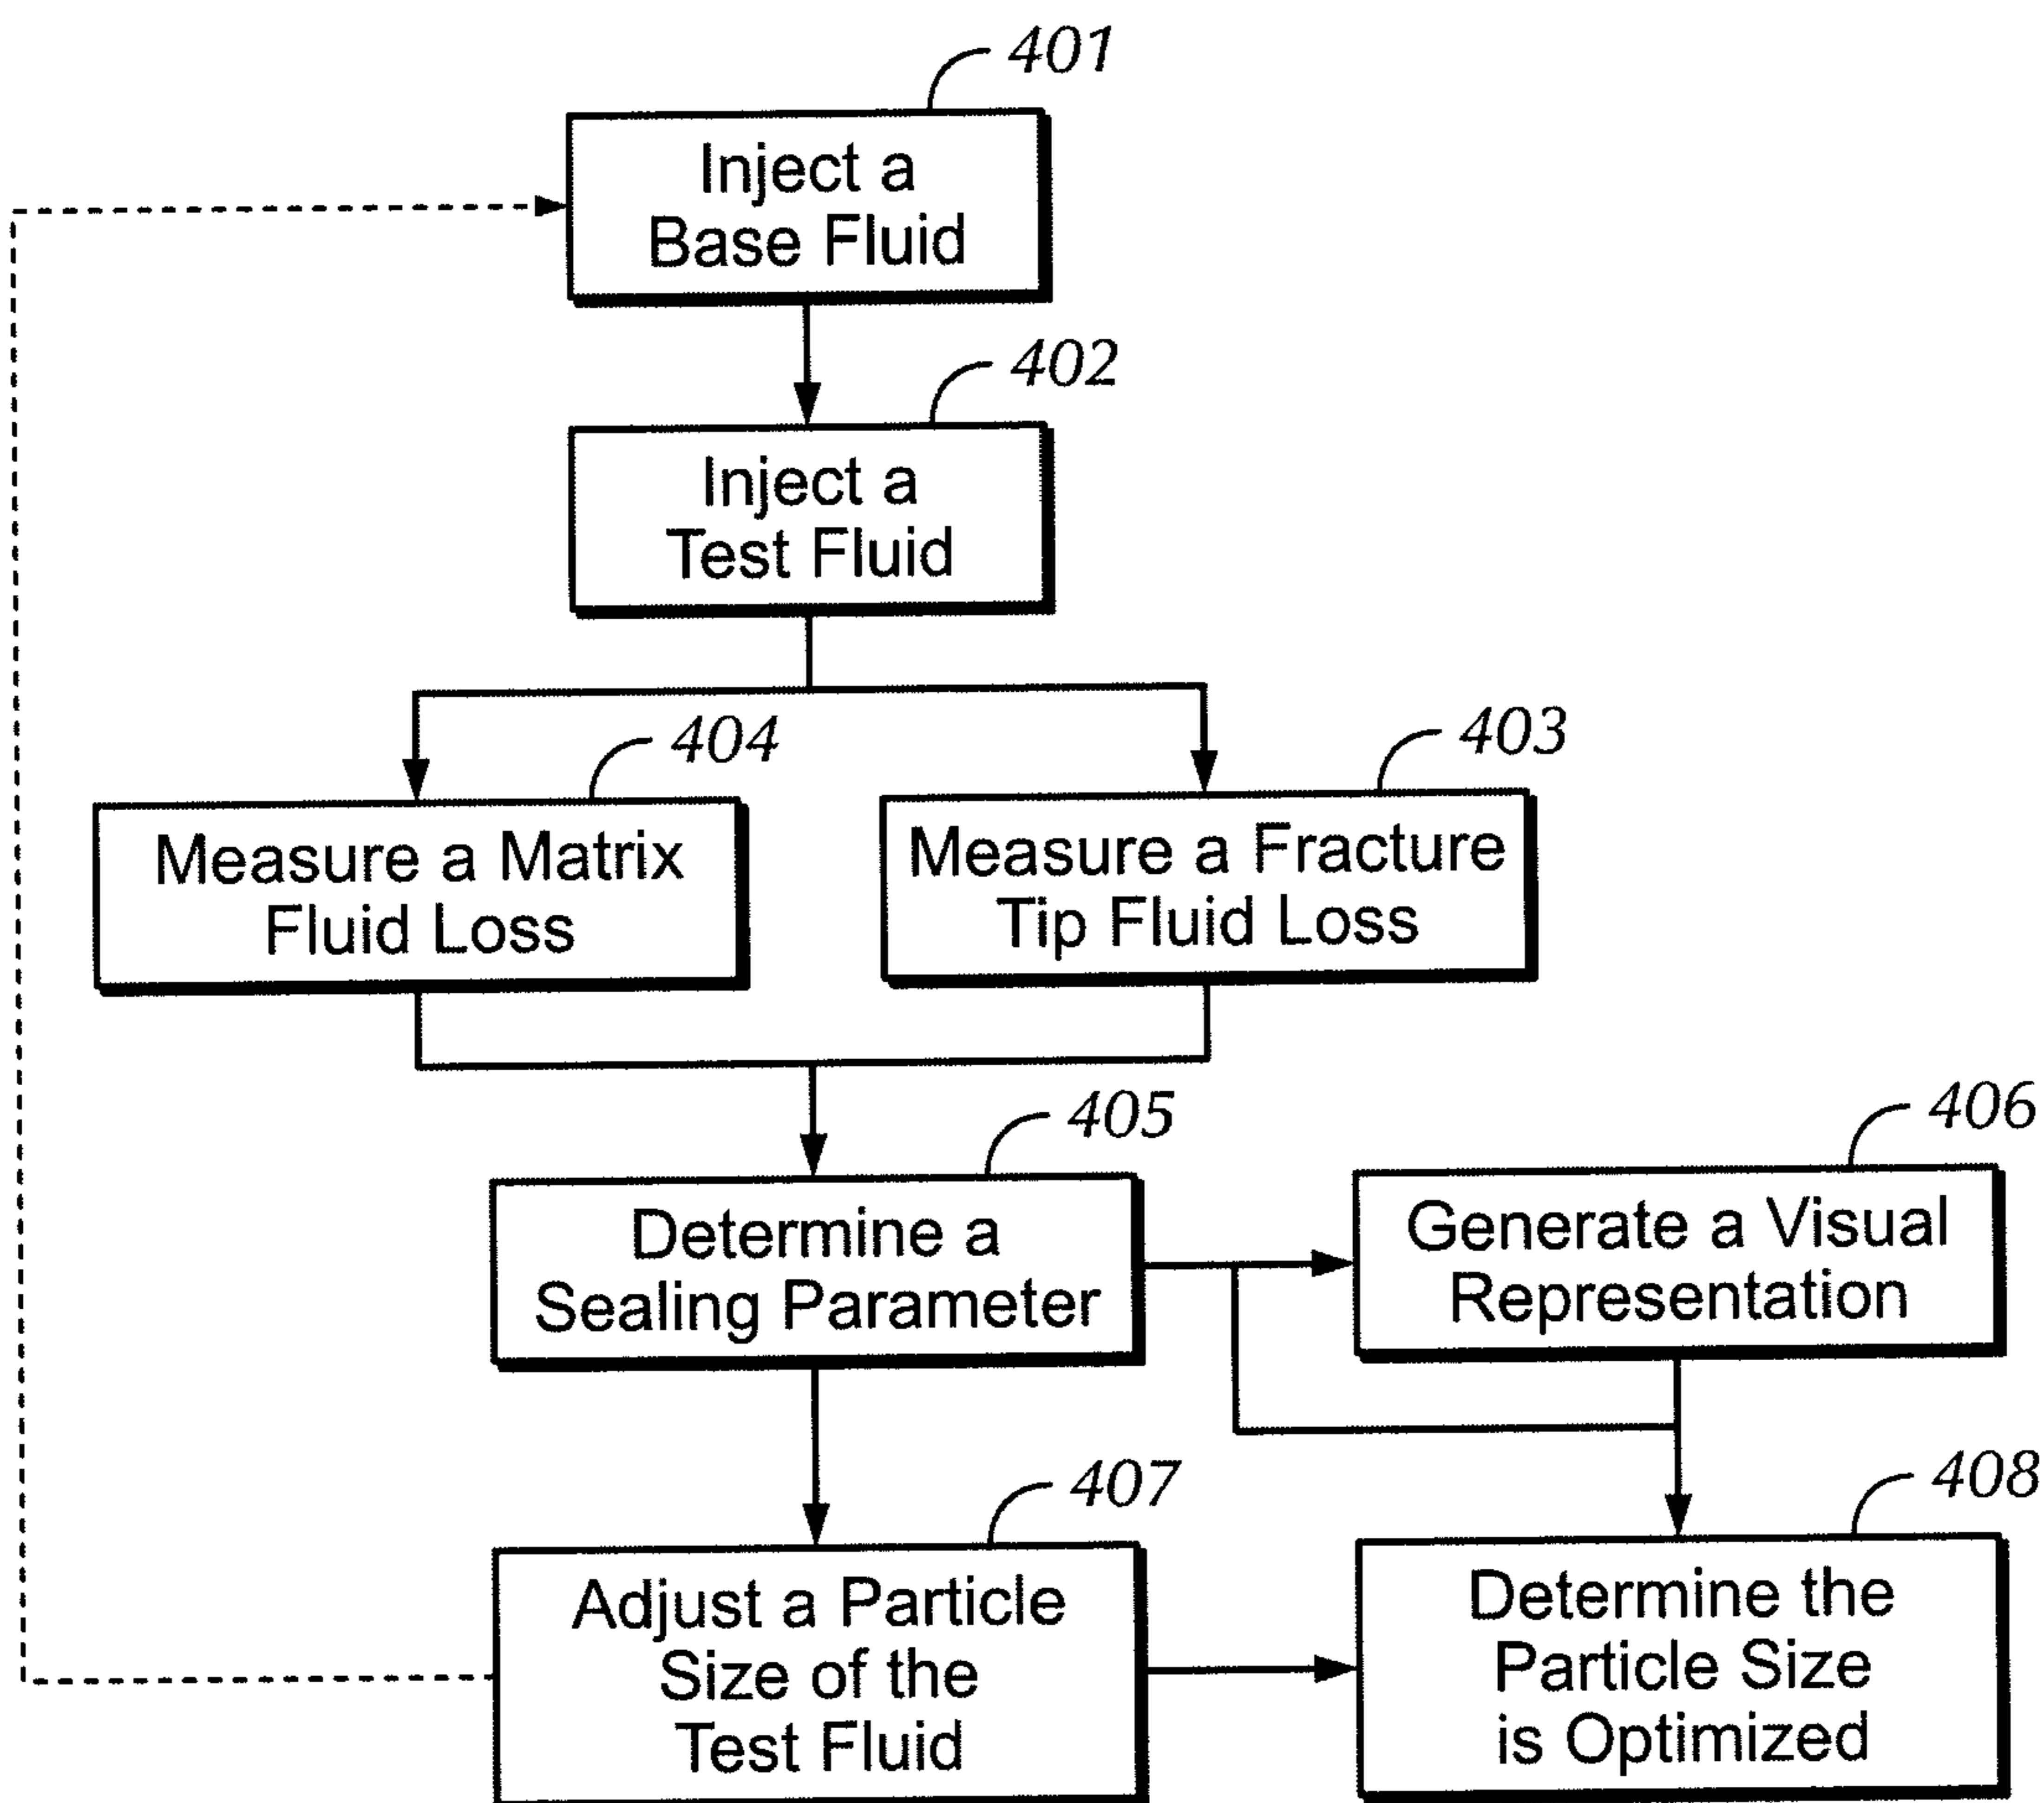 401
Inject a
Base Fluid
402
Inject a
Test Fluid
404
Measure a Matrix
Fluid Loss
403
Measure a Fracture
Tip Fluid Loss
405
Determine a
Sealing Parameter
406
Generate a Visual
Representation
407
Adjust a Particle
Size of the
Test Fluid
408
Determine the
Particle Size
is Optimized